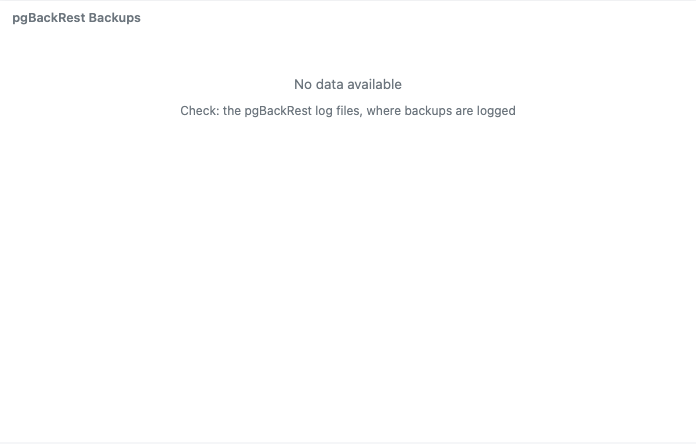 pgBackRest Backups
No data available
Check: the pgBackRest log files, where backups are logged